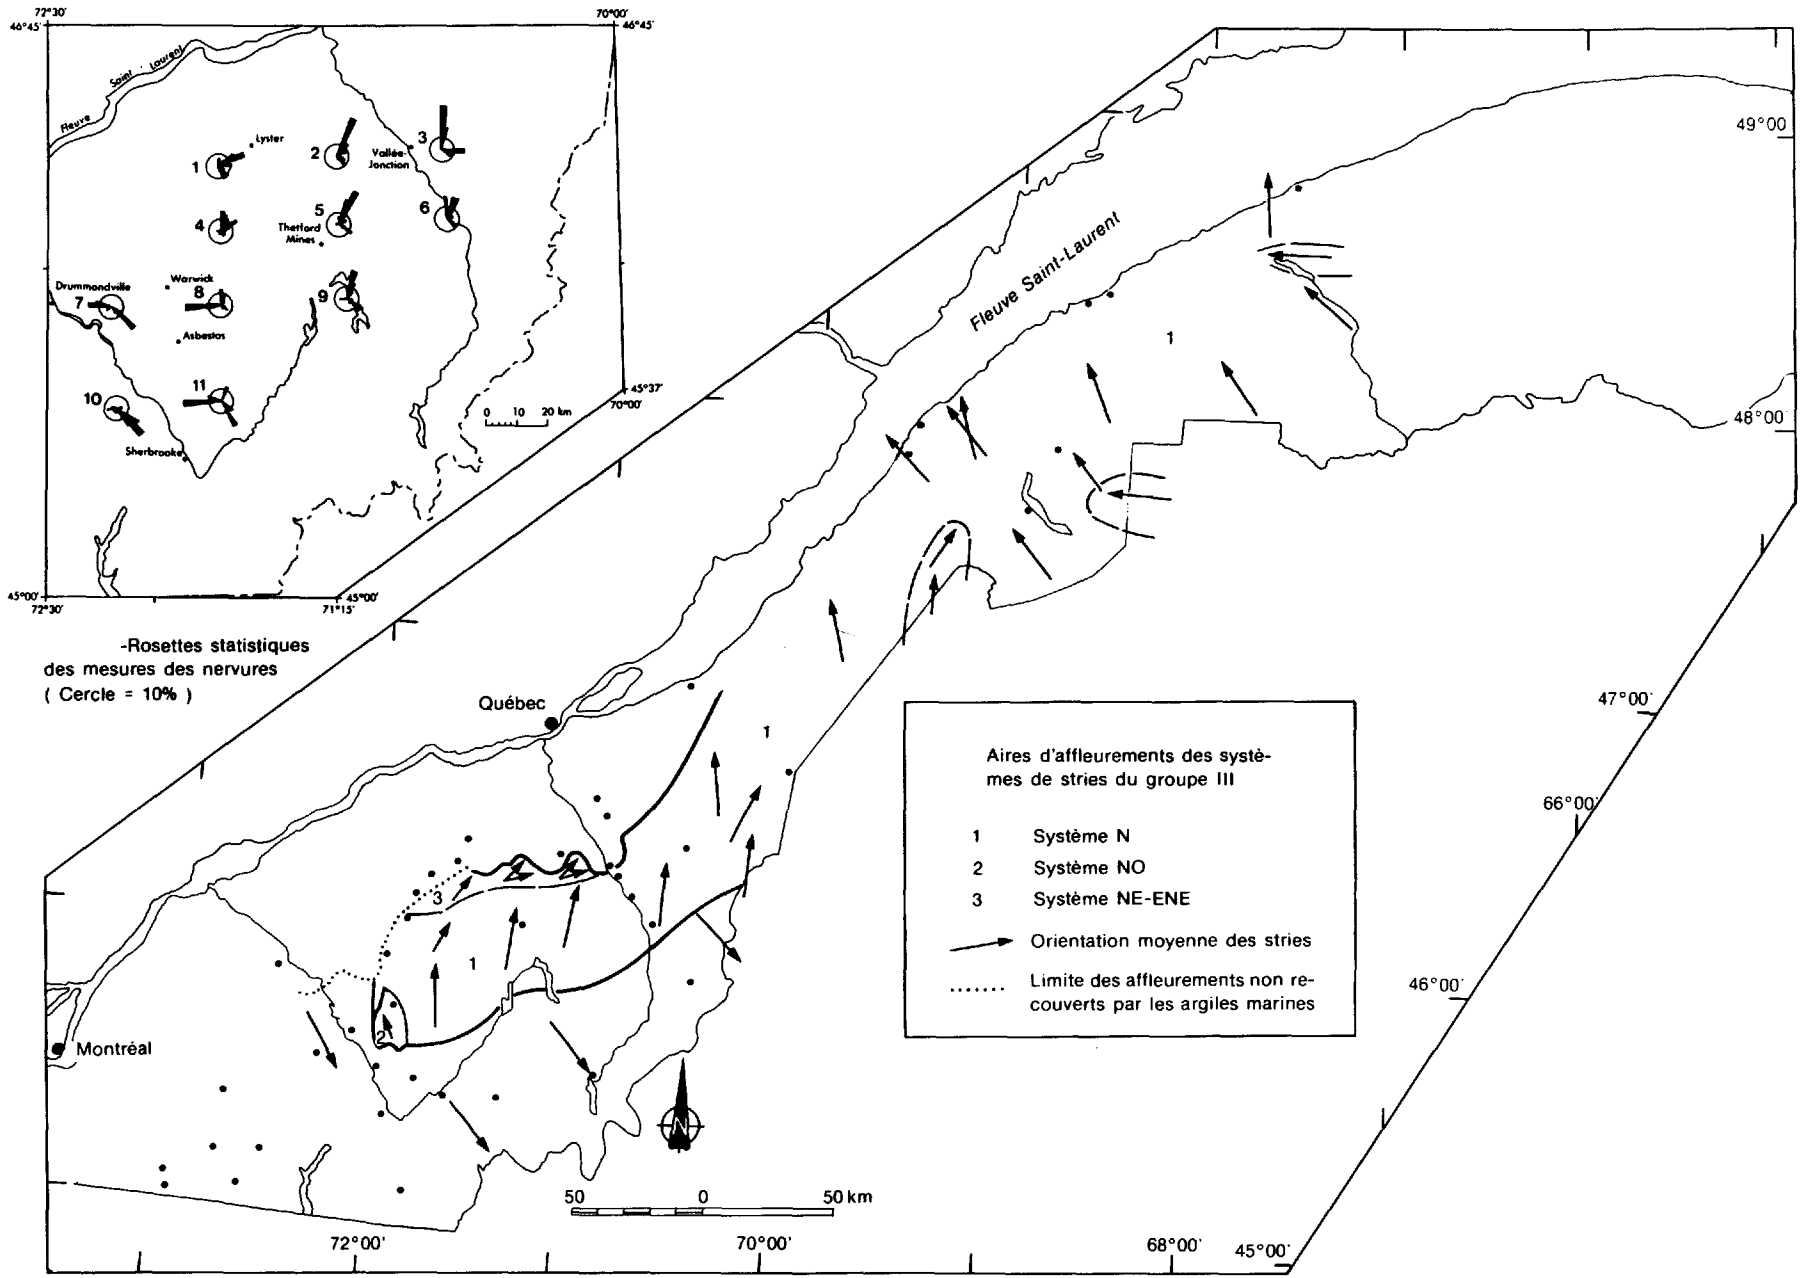 72°30'
70°00'
46°45'
46°45'
Fleuve Saint Laurent
Lyster
1
2
3
Vallée-
Jonction
4
5
6
Thetford
Mines
Drummondville
Warwick
7
8
9
Asbestos
10
11
Sherbrooke
0 10 20 km
45°37'
70°00'
45°00'
72°30'
45°00'
71°15'
-Rosettes statistiques
des mesures des nervures
( Cercle = 10% )
Fleuve Saint-Laurent
49°00'
1
48°00'
47°00'
66°00'
46°00'
Québec
1
3
1
2
Montréal
N
Aires d'affleurements des systè-
mes de stries du groupe III
1 Système N
2 Système NO
3 Système NE-ENE
Orientation moyenne des stries
Limite des affleurements non re-
couverts par les argiles marines
50 0 50 km
72°00'
70°00'
68°00'
45°00'